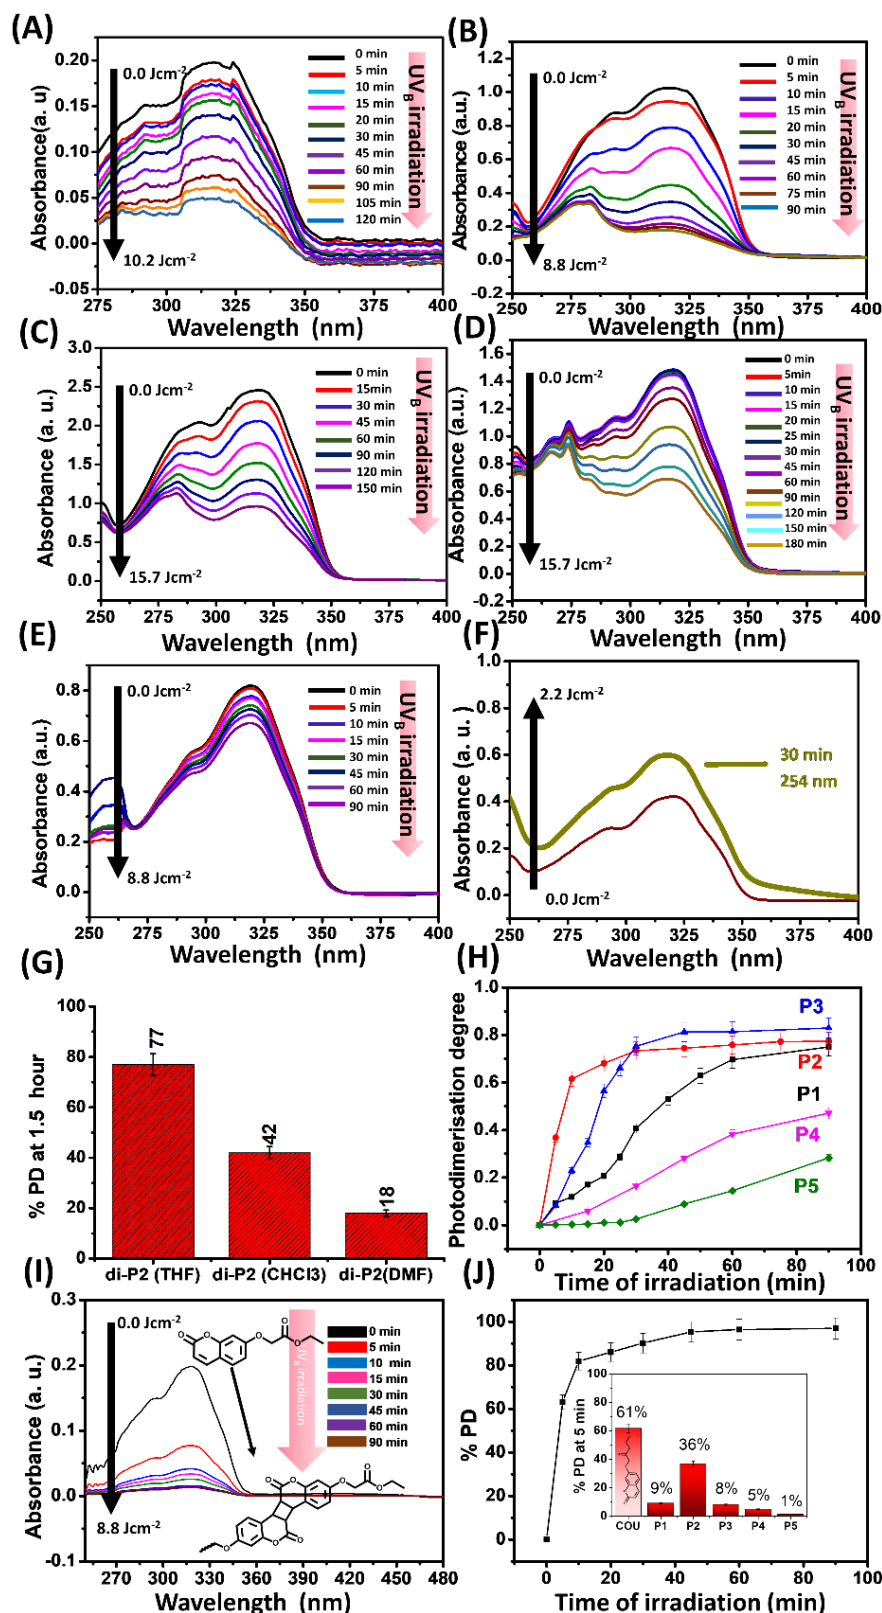 (A)
0.20
0.15
0.10
0.05
0.00
-0.05
Absorbance(a. u)
0.0 Jcm-2
10.2 Jcm-2
0 min
5 min
10 min
15 min
20 min
30 min
45 min
60 min
90 min
105 min
120 min
UVB irradiation
275 300 325 350 375 400
Wavelength (nm)
(B)
1.2
1.0
0.8
0.6
0.4
0.2
0.0
0.2
Absorbance (a.u.)
0.0 Jcm-2
8.8 Jcm-2
0 min
5 min
10 min
15 min
20 min
30 min
45 min
60 min
75 min
90 min
UVB irradiation
250 275 300 325 350 375 400
Wavelength (nm)
(C)
3.0
2.5
2.0
1.5
1.0
0.5
0.0
Absorbance (a. u.)
0.0 Jcm-2
15.7 Jcm-2
0 min
15min
30 min
45 min
60 min
90 min
120 min
150 min
UVB irradiation
250 275 300 325 350 375 400
Wavelength (nm)
(D)
1.6
1.4
1.2
1.0
0.8
0.6
0.4
0.2
0.0
-0.2
Absorbance (a.u.)
0.0 Jcm-2
15.7 Jcm-2
0 min
5min
10 min
15 min
20 min
25 min
30 min
45 min
60 min
90 min
120 min
150 min
180 min
UVB irradiation
250 275 300 325 350 375 400
Wavelength (nm)
(E)
0.8
0.6
0.4
0.2
0.0
Absorbance (a.u.)
0.0 Jcm-2
8.8 Jcm-2
0 min
5 min
10 min
15 min
30 min
45 min
60 min
90 min
UVB irradiation
250 275 300 325 350 375 400
Wavelength (nm)
(F)
1.0
0.8
0.6
0.4
0.2
0.0
Absorbance (a. u. )
2.2 Jcm-2
0.0 Jcm-2
30 min
254 nm
250 275 300 325 350 375 400
Wavelength (nm)
(G)
100
80
60
40
20
0
% PD at 1.5 hour
77
42
18
di-P2 (THF) di-P2 (CHCl3) di-P2(DMF)
(H)
1.0
0.8
0.6
0.4
0.2
0.0
Photodimerisation degree
P3
P2
P1
P4
P5
0 20 40 60 80 100
Time of irradiation (min)
(I)
0.3
0.2
0.1
0.0
-0.1
Absorbance (a. u.)
0.0 Jcm-2
8.8 Jcm-2
0 min
5 min
10 min
15 min
30 min
45 min
60 min
90 min
UVB irradiation
270 300 330 360 390 420 450 480
Wavelength (nm)
(J)
100
80
60
40
20
0
% PD
100
80
60
40
20
0
% PD at 5 min
61%
9%
36%
8%
5%
1%
COU P1 P2 P3 P4 P5
0 20 40 60 80 100
Time of irradiation (min)